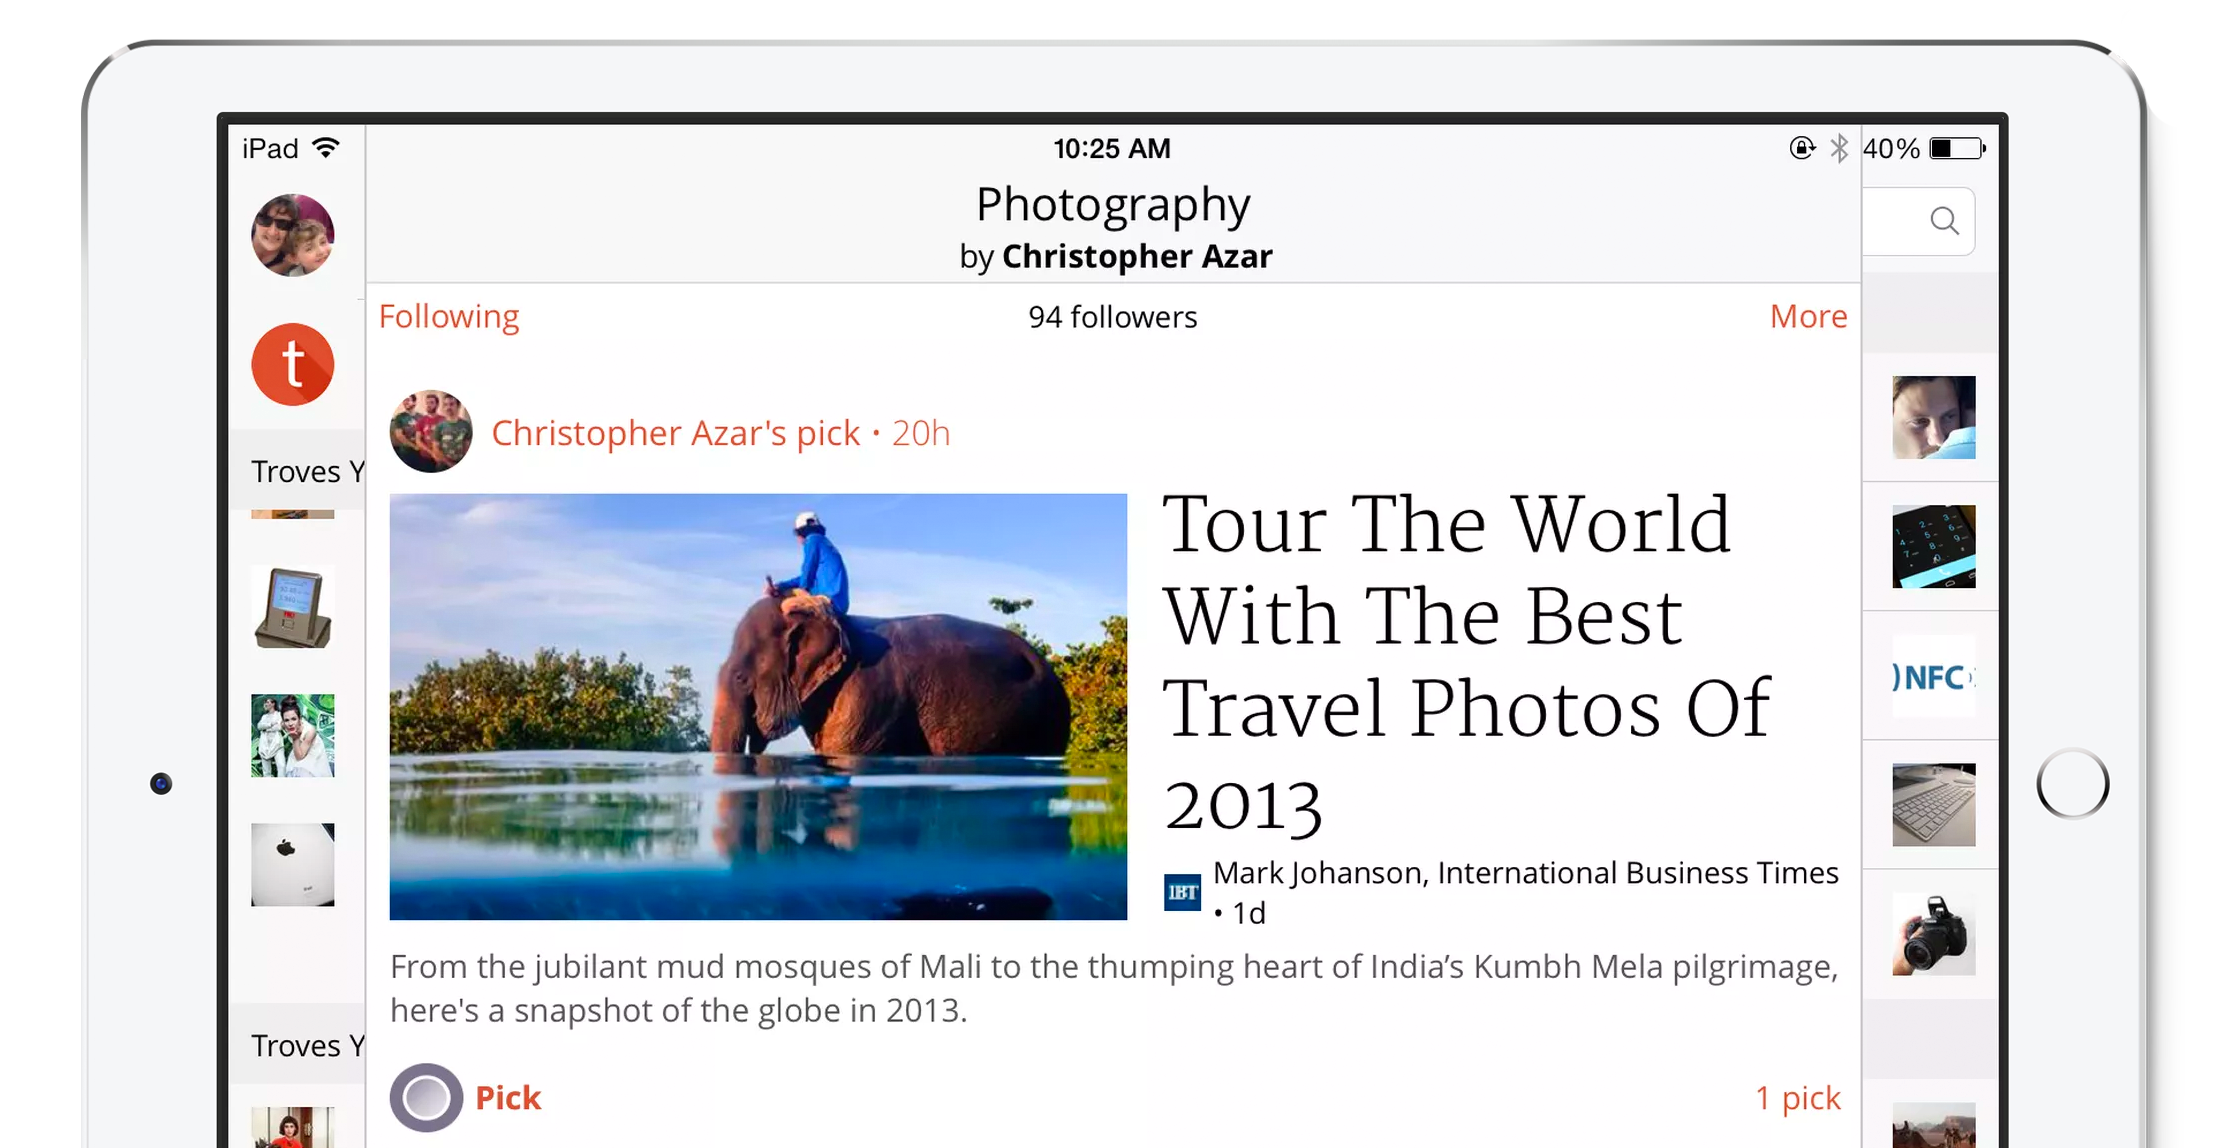 iPad
10:25 AM
40%
Photography
by Christopher Azar
Following
94 followers
More
t
Christopher Azar's pick • 20h
Troves Y
Tour The World
With The Best
Travel Photos Of
2013
NFC
IBT
Mark Johanson, International Business Times
• 1d
From the jubilant mud mosques of Mali to the thumping heart of India’s Kumbh Mela pilgrimage,
here's a snapshot of the globe in 2013.
Troves Y
Pick
1 pick